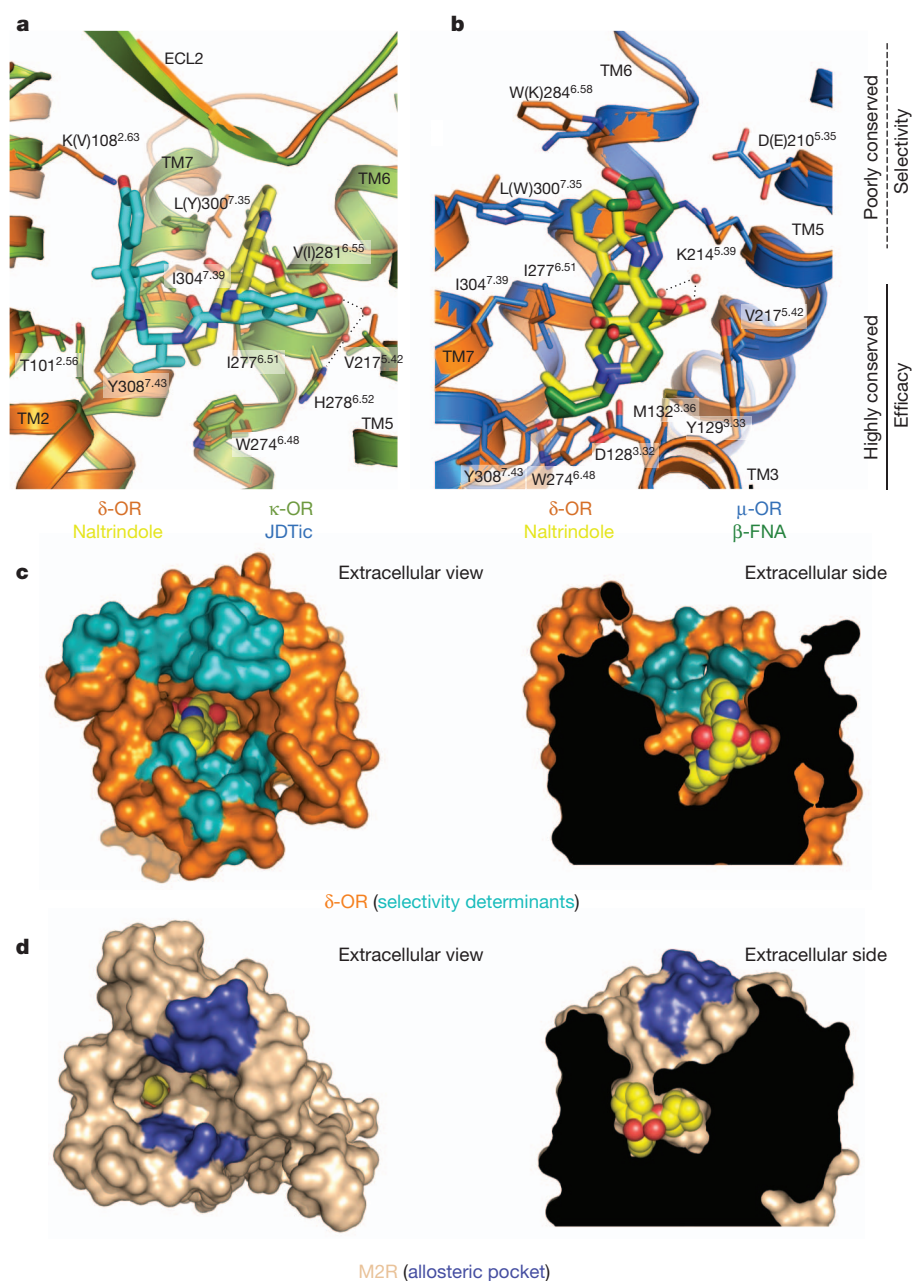 a
ECL2
K(V)108^2.63
TM7
TM6
L(Y)300^7.35
V(I)281^6.55
I304^7.39
T101^2.56
I277^6.51
V217^5.42
Y308^7.43
H278^6.52
TM2
W274^6.48
TM5
δ-OR
κ-OR
Naltrindole
JDTic
b
TM6
W(K)284^6.58
D(E)210^5.35
L(W)300^7.35
TM5
K214^5.39
I304^7.39
I277^6.51
V217^5.42
TM7
M132^3.36
Y129^3.33
D128^3.32
Y308^7.43
W274^6.48
TM3
δ-OR
μ-OR
Naltrindole
β-FNA
Poorly conserved
Selectivity
Highly conserved
Efficacy
c
Extracellular view
Extracellular side
δ-OR (selectivity determinants)
d
Extracellular view
Extracellular side
M2R (allosteric pocket)